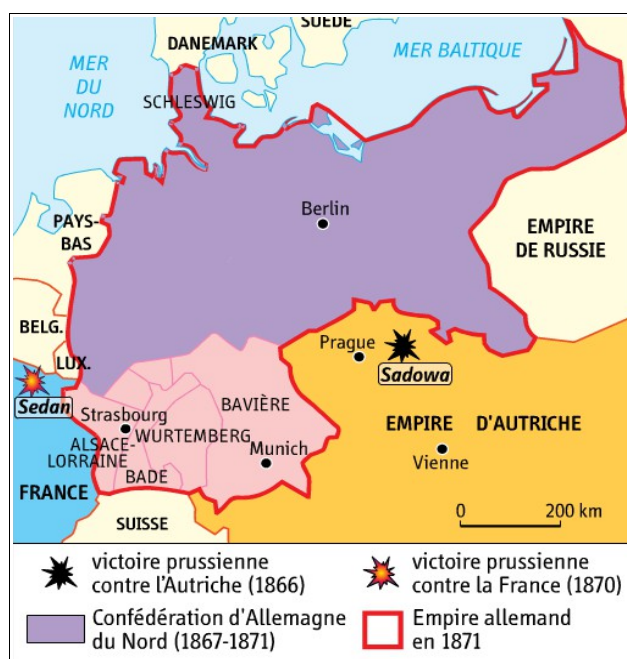 SUÈDE
DANEMARK
MER BALTIQUE
MER
DU
NORD
SCHLESWIG
Berlin
PAYS-
BAS
EMPIRE
DE RUSSIE
BELG.
LUX.
Prague
Sadowa
Sedan
Strasbourg
BAVIÈRE
ALSACE-
LORRAINE
WURTEMBERG
EMPIRE D'AUTRICHE
Munich
Vienne
BADE
FRANCE
SUISSE
0 200 km
victoire prussienne
contre l'Autriche (1866)
victoire prussienne
contre la France (1870)
Confédération d'Allemagne
du Nord (1867-1871)
Empire allemand
en 1871